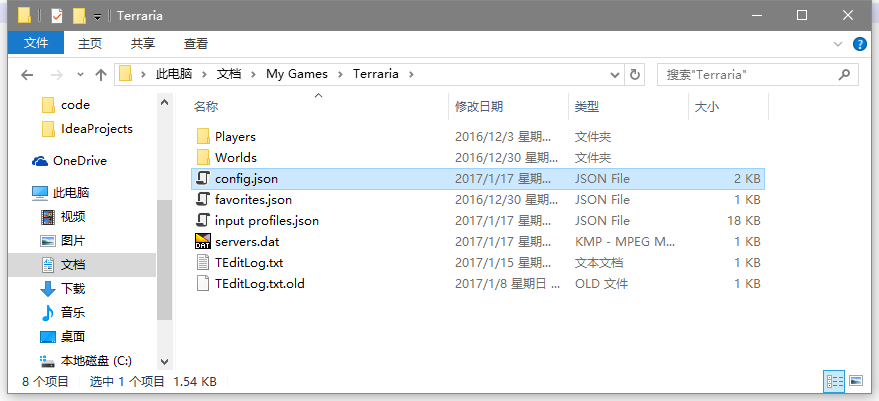 Terraria
文件 主页 共享 查看
此电脑 文档 My Games Terraria 搜索"Terraria"
名称 修改日期 类型 大小
code
IdeaProjects
OneDrive
此电脑
视频
图片
文档
下载
音乐
桌面
本地磁盘 (C:)
Players 2016/12/3 星期... 文件夹
Worlds 2016/12/30 星期... 文件夹
config.json 2017/1/17 星期... JSON File 2 KB
favorites.json 2016/12/30 星期... JSON File 1 KB
input profiles.json 2017/1/17 星期... JSON File 18 KB
DAT servers.dat 2017/1/17 星期... KMP - MPEG M... 1 KB
TEditLog.txt 2017/1/15 星期... 文本文档 1 KB
TEditLog.txt.old 2017/1/8 星期日 ... OLD 文件 1 KB
8 个项目 选中 1 个项目 1.54 KB